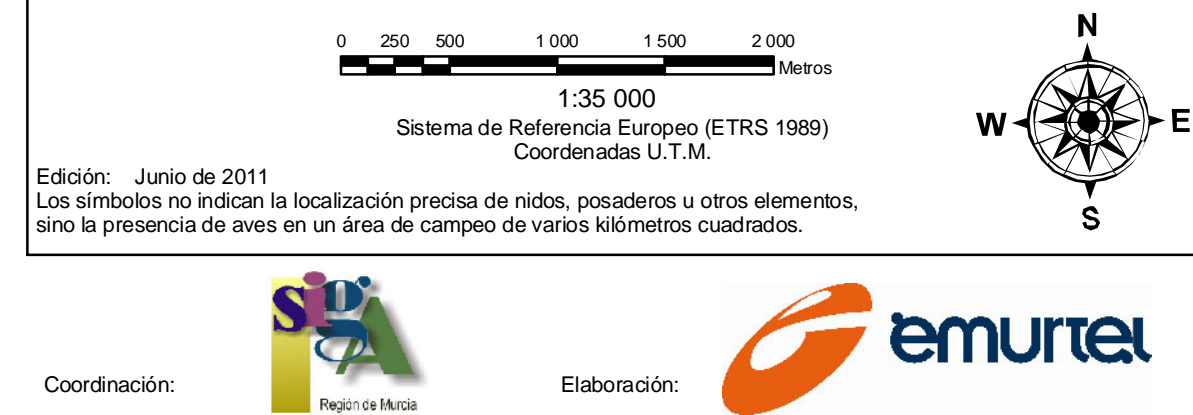 0 250 500 1 000 1 500 2 000
Metros
1:35 000
Sistema de Referencia Europeo (ETRS 1989)
Coordenadas U.T.M.
N
W E
S
Edición: Junio de 2011
Los símbolos no indican la localización precisa de nidos, posaderos u otros elementos,
sino la presencia de aves en un área de campeo de varios kilómetros cuadrados.
Coordinación:
sigA
Región de Murcia
Elaboración:
emurtel